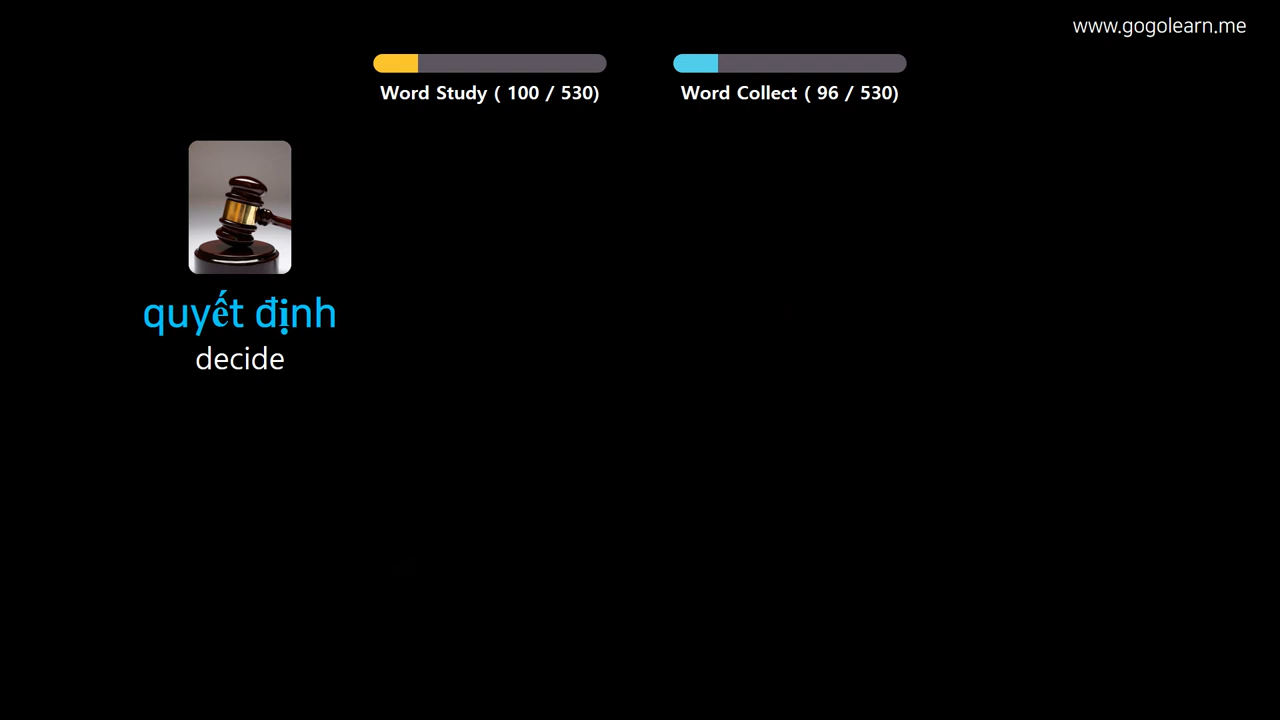 www.gogolearn.me
Word Study ( 100 / 530)
Word Collect ( 96 / 530)
quyết định
decide